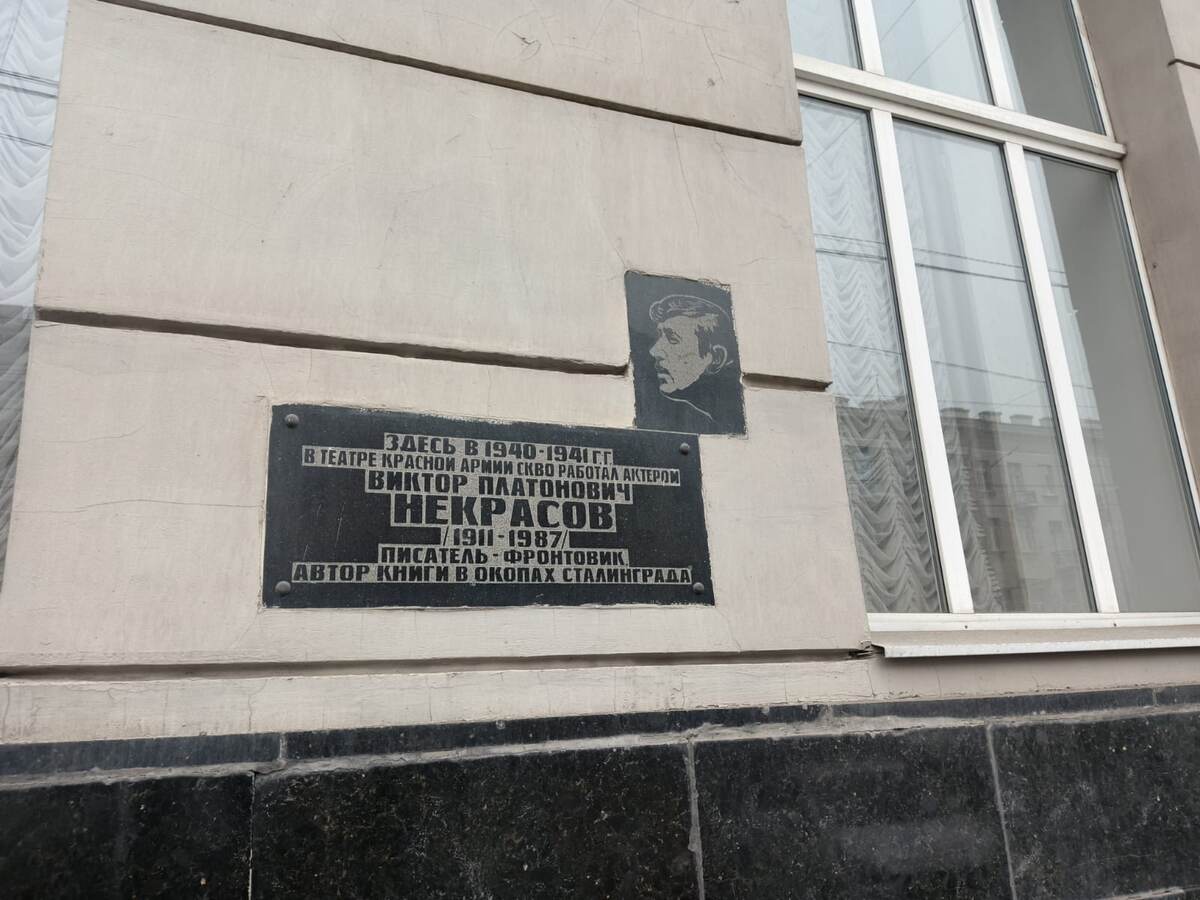 ЗДЕСЬ В 1940-1941 Г.Г.
В ТЕАТРЕ КРАСНОЙ АРМИИ СКВО РАБОТАЛ АКТЕРОМ
ВИКТОР ПЛАТОНОВИЧ
НЕКРАСОВ
/1911-1987/
ПИСАТЕЛЬ-ФРОНТОВИК,
АВТОР КНИГИ В ОКОПАХ СТАЛИНГРАДА